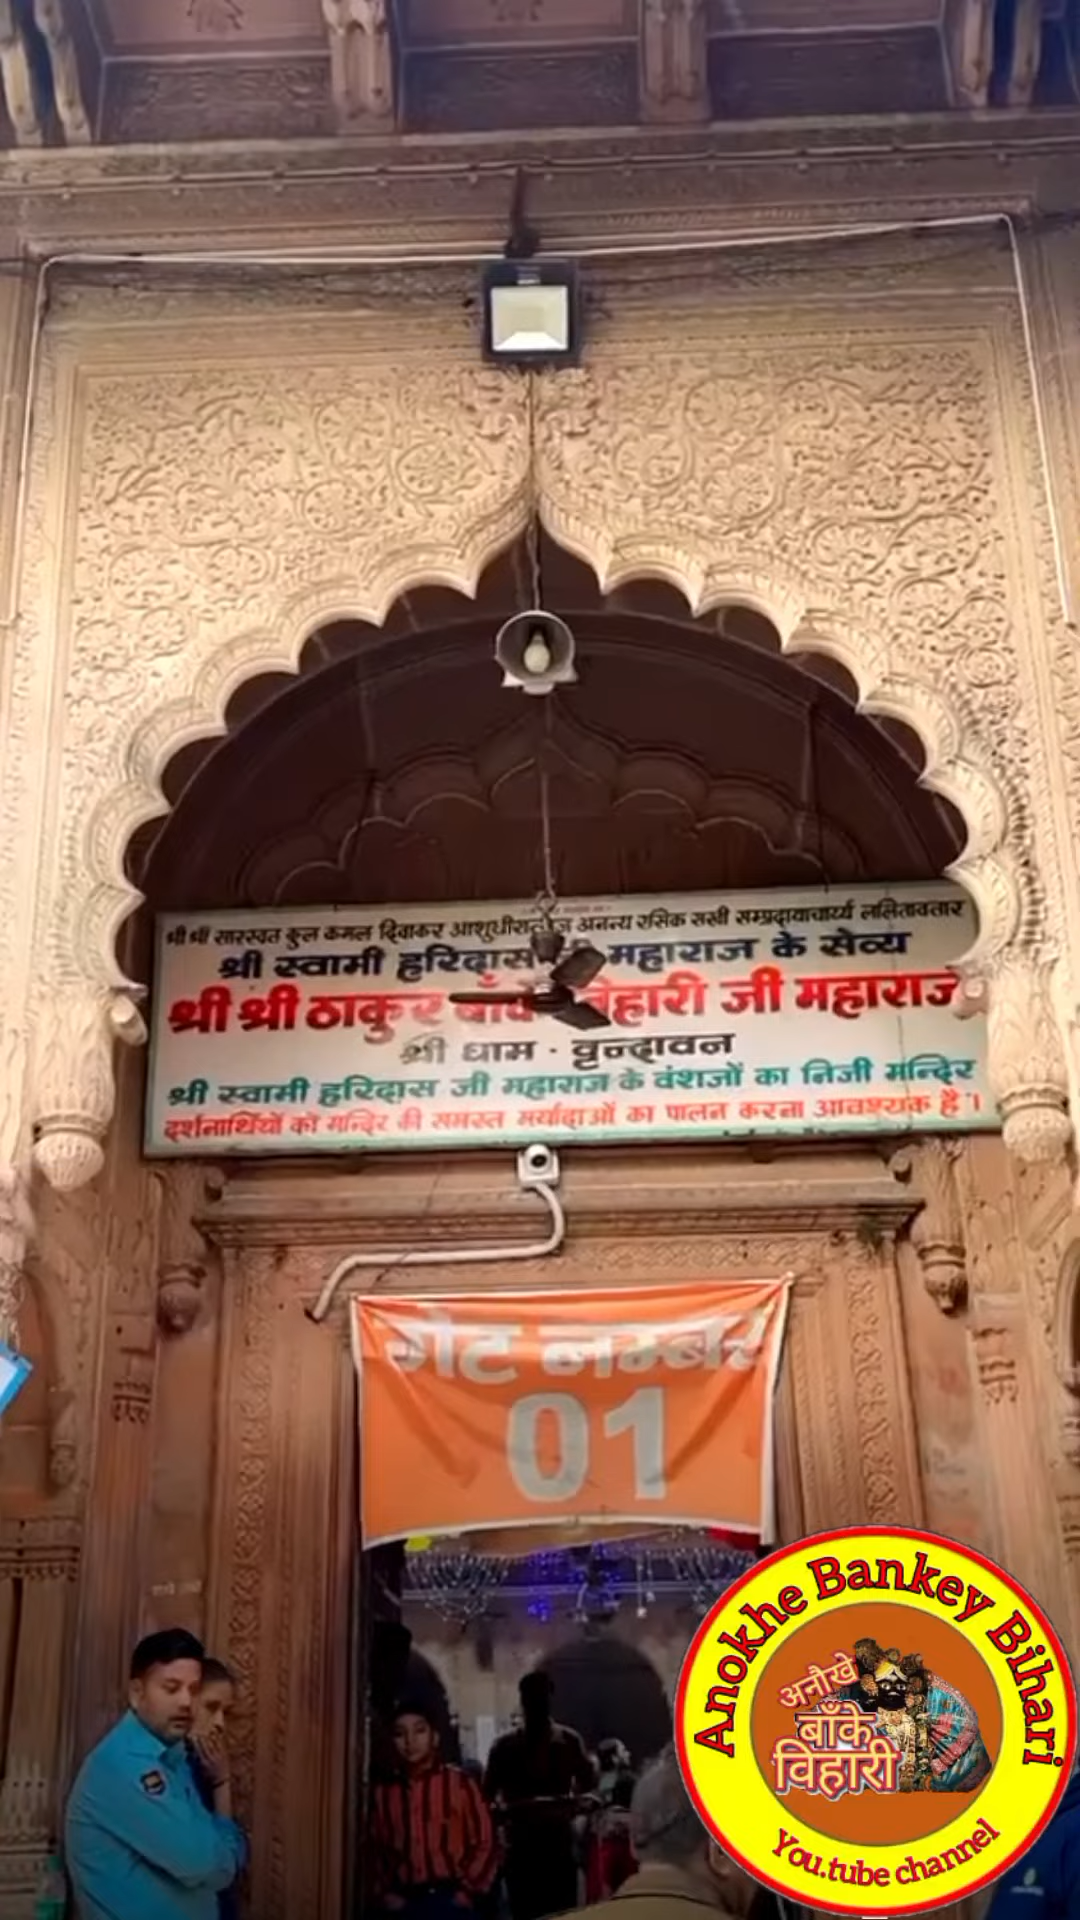 श्री श्री सारस्वत कुल कमल दिवाकर आशुधीरात्मज अनन्य रसिक सखी सम्प्रदायाचार्य्य ललितावतार
श्री स्वामी हरिदास जी महाराज के सेव्य
श्री श्री ठाकुर बाँके बिहारी जी महाराज
श्री धाम - वृन्दावन
श्री स्वामी हरिदास जी महाराज के वंशजों का निजी मन्दिर
दर्शनार्थियों को मन्दिर की समस्त मर्यादाओं का पालन करना आवश्यक है।
गेट नम्बर
01
Anokhe Bankey Bihari
अनौखे
बाँके
विहारी
You.tube channel